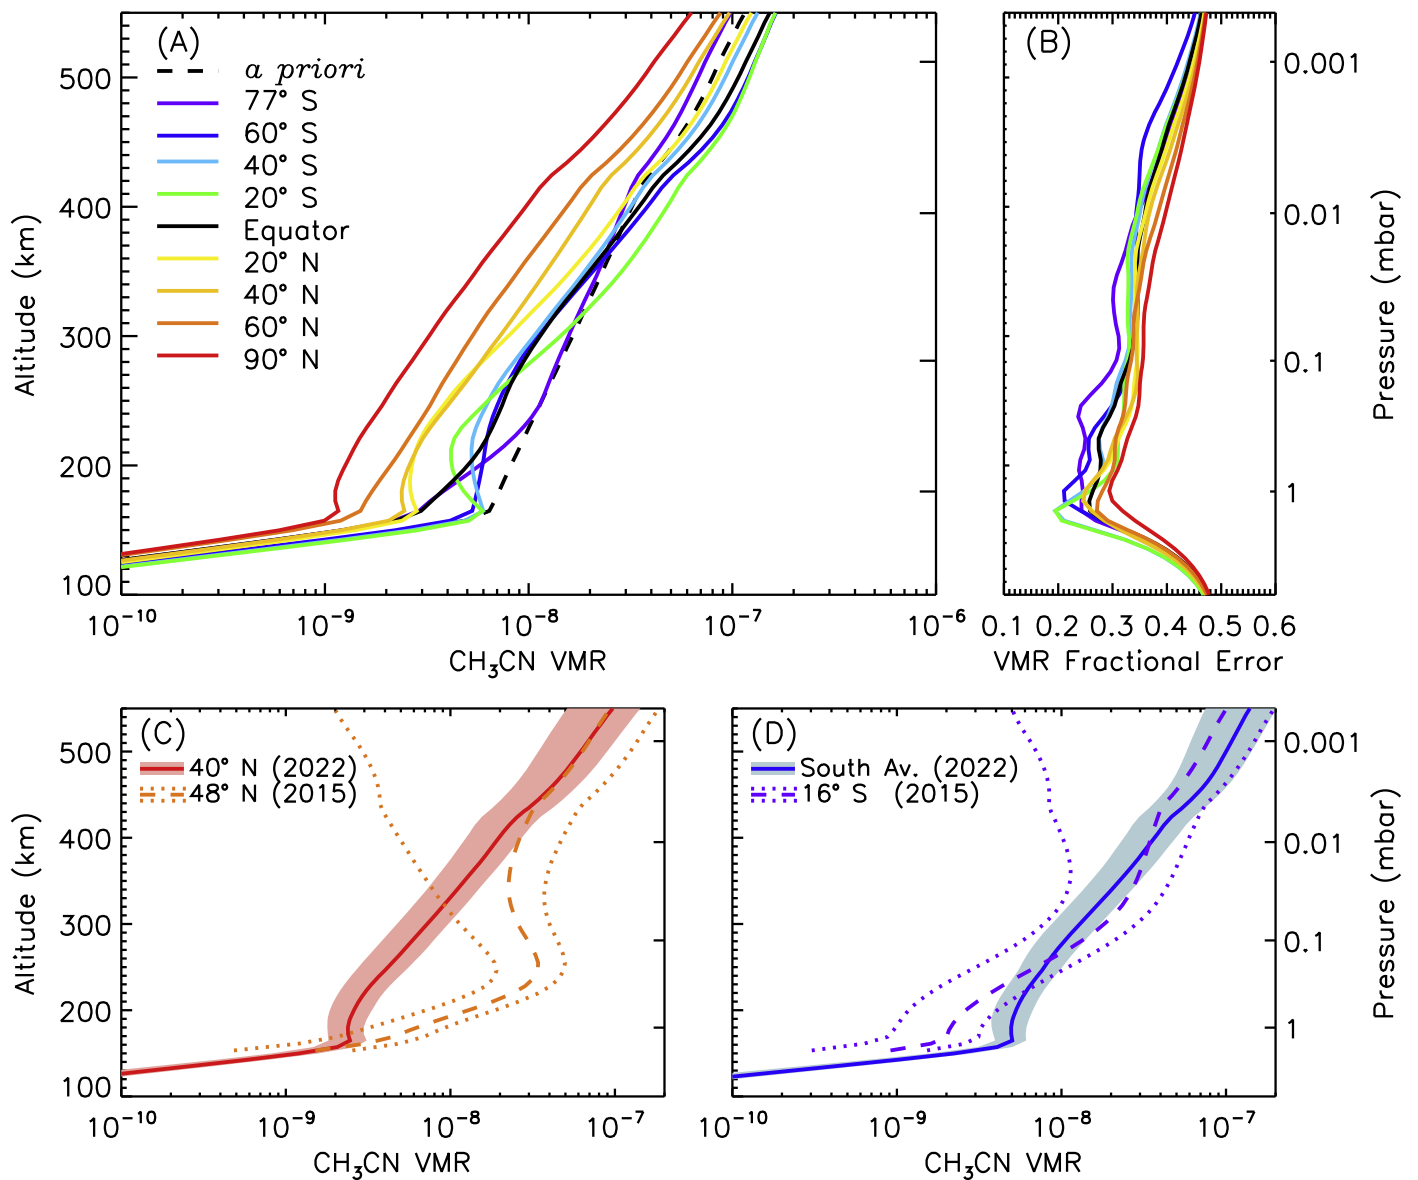 (A)
a priori
77° S
60° S
40° S
20° S
Equator
20° N
40° N
60° N
90° N
500
400
300
200
100
Altitude (km)
10-10 10-9 10-8 10-7 10-6
CH3CN VMR
(B)
0.001
0.01
0.1
1
Pressure (mbar)
0.1 0.2 0.3 0.4 0.5 0.6
VMR Fractional Error
(C)
40° N (2022)
48° N (2015)
500
400
300
200
100
Altitude (km)
10-10 10-9 10-8 10-7
CH3CN VMR
(D)
South Av. (2022)
16° S (2015)
0.001
0.01
0.1
1
Pressure (mbar)
10-10 10-9 10-8 10-7
CH3CN VMR